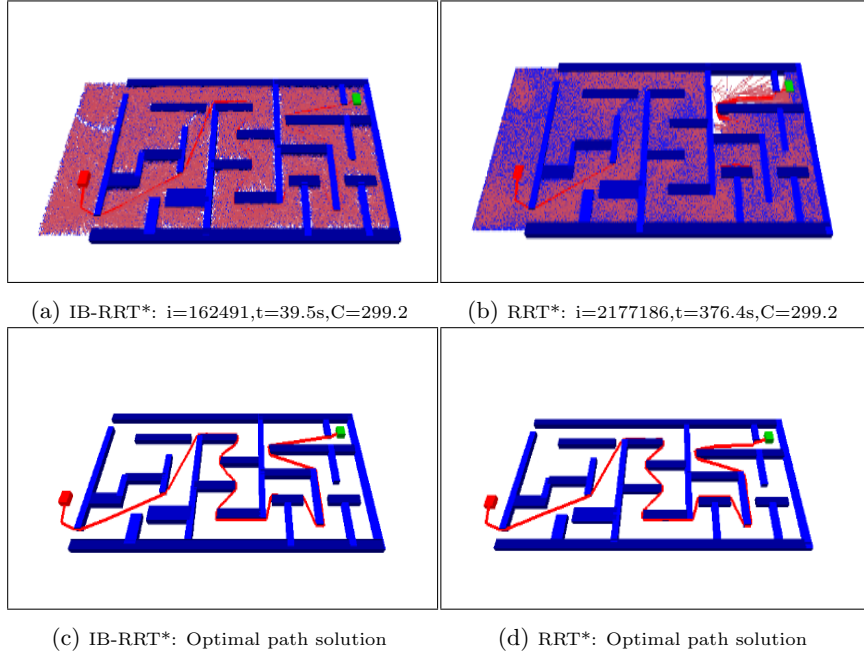 (a) IB-RRT*: i=162491,t=39.5s,C=299.2
(b) RRT*: i=2177186,t=376.4s,C=299.2
(c) IB-RRT*: Optimal path solution
(d) RRT*: Optimal path solution